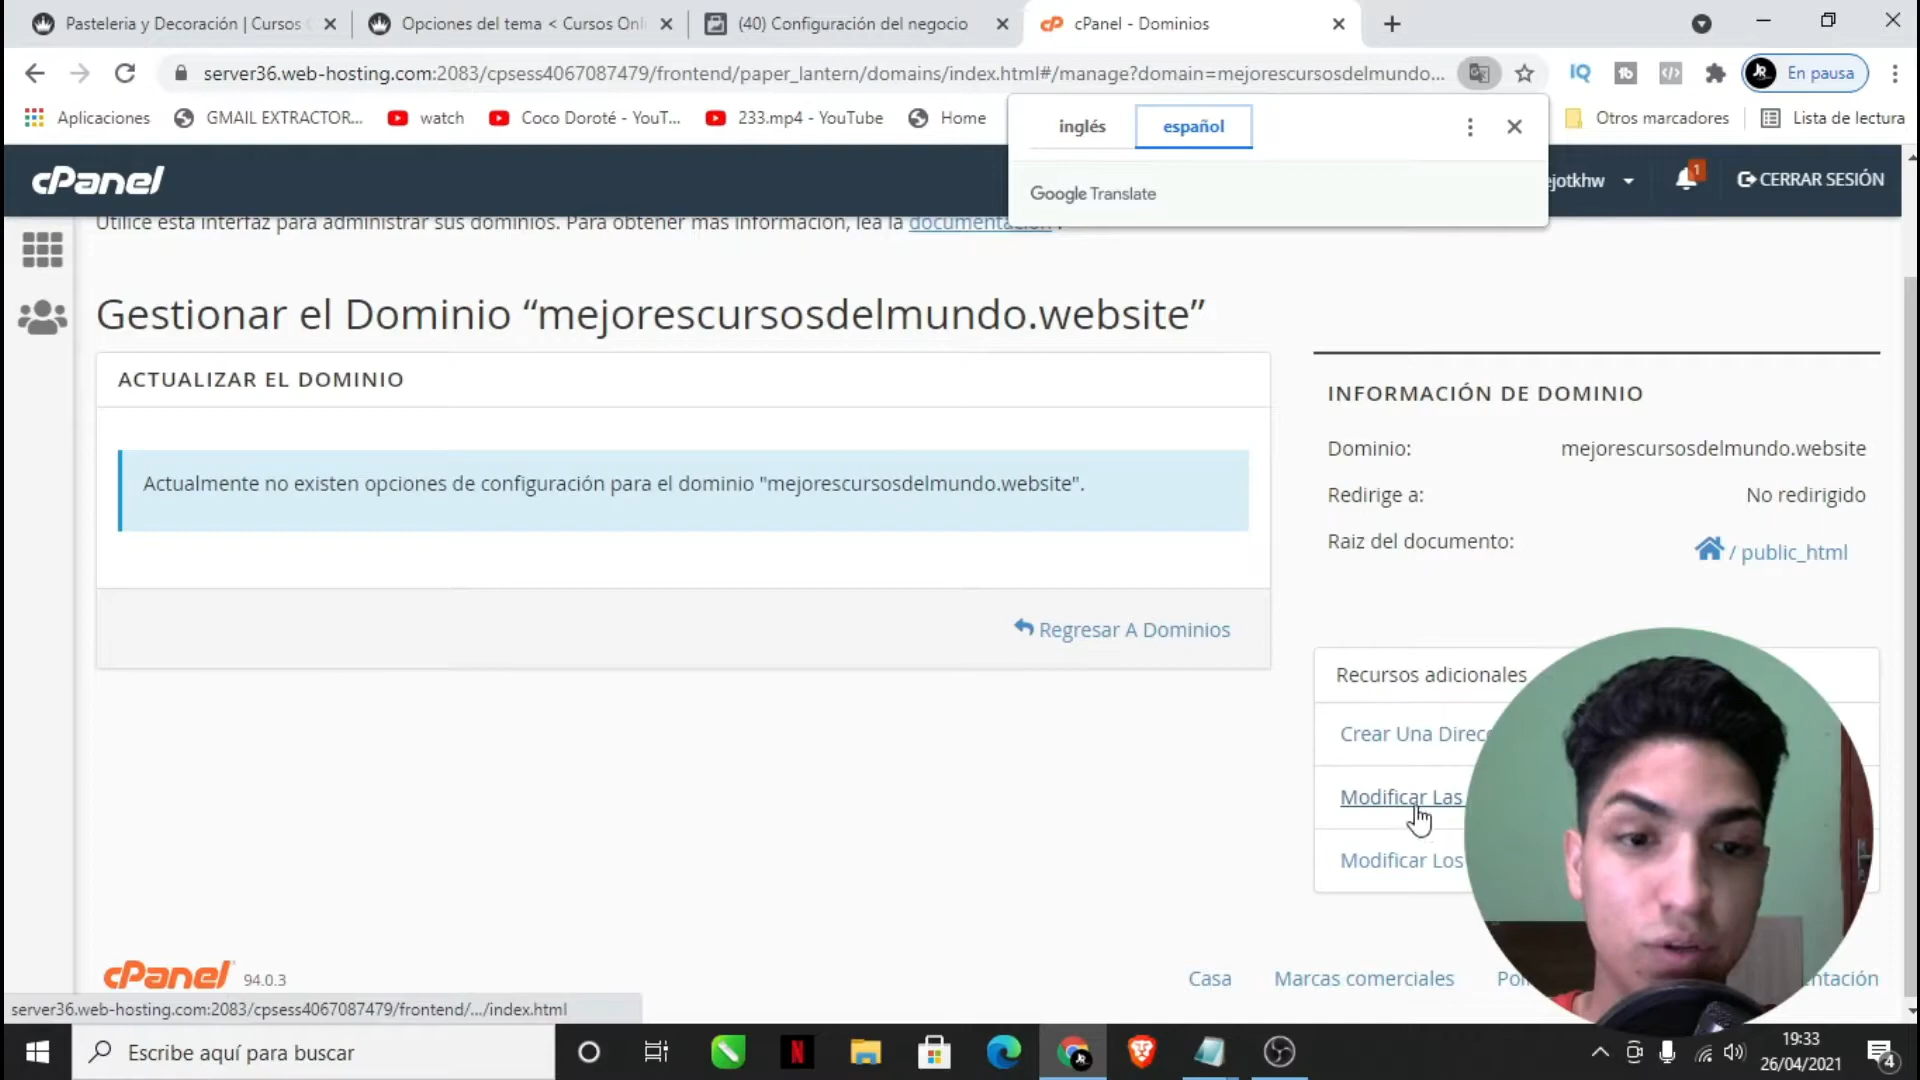 Pasteleria y Decoración | Cursos
Opciones del tema < Cursos Onl
(40) Configuración del negocio
cPanel - Dominios
server36.web-hosting.com:2083/cpsess4067087479/frontend/paper_lantern/domains/index.html#/manage?domain=mejorescursosdelmundo...
En pausa
Aplicaciones
GMAIL EXTRACTOR...
watch
Coco Doroté - YouT...
233.mp4 - YouTube
Home
Otros marcadores
Lista de lectura
inglés
español
Google Translate
cPanel
ejotkhw
1
CERRAR SESIÓN
Utilice esta interfaz para administrar sus dominios. Para obtener más información, lea la documentación .
Gestionar el Dominio “mejorescursosdelmundo.website”
ACTUALIZAR EL DOMINIO
Actualmente no existen opciones de configuración para el dominio "mejorescursosdelmundo.website".
Regresar A Dominios
INFORMACIÓN DE DOMINIO
Dominio: mejorescursosdelmundo.website
Redirige a: No redirigido
Raiz del documento: / public_html
Recursos adicionales
Crear Una Direcc
Modificar Las
Modificar Los
cPanel 94.0.3
Casa
Marcas comerciales
Pol
ntación
server36.web-hosting.com:2083/cpsess4067087479/frontend/.../index.html
Escribe aquí para buscar
19:33
26/04/2021
4